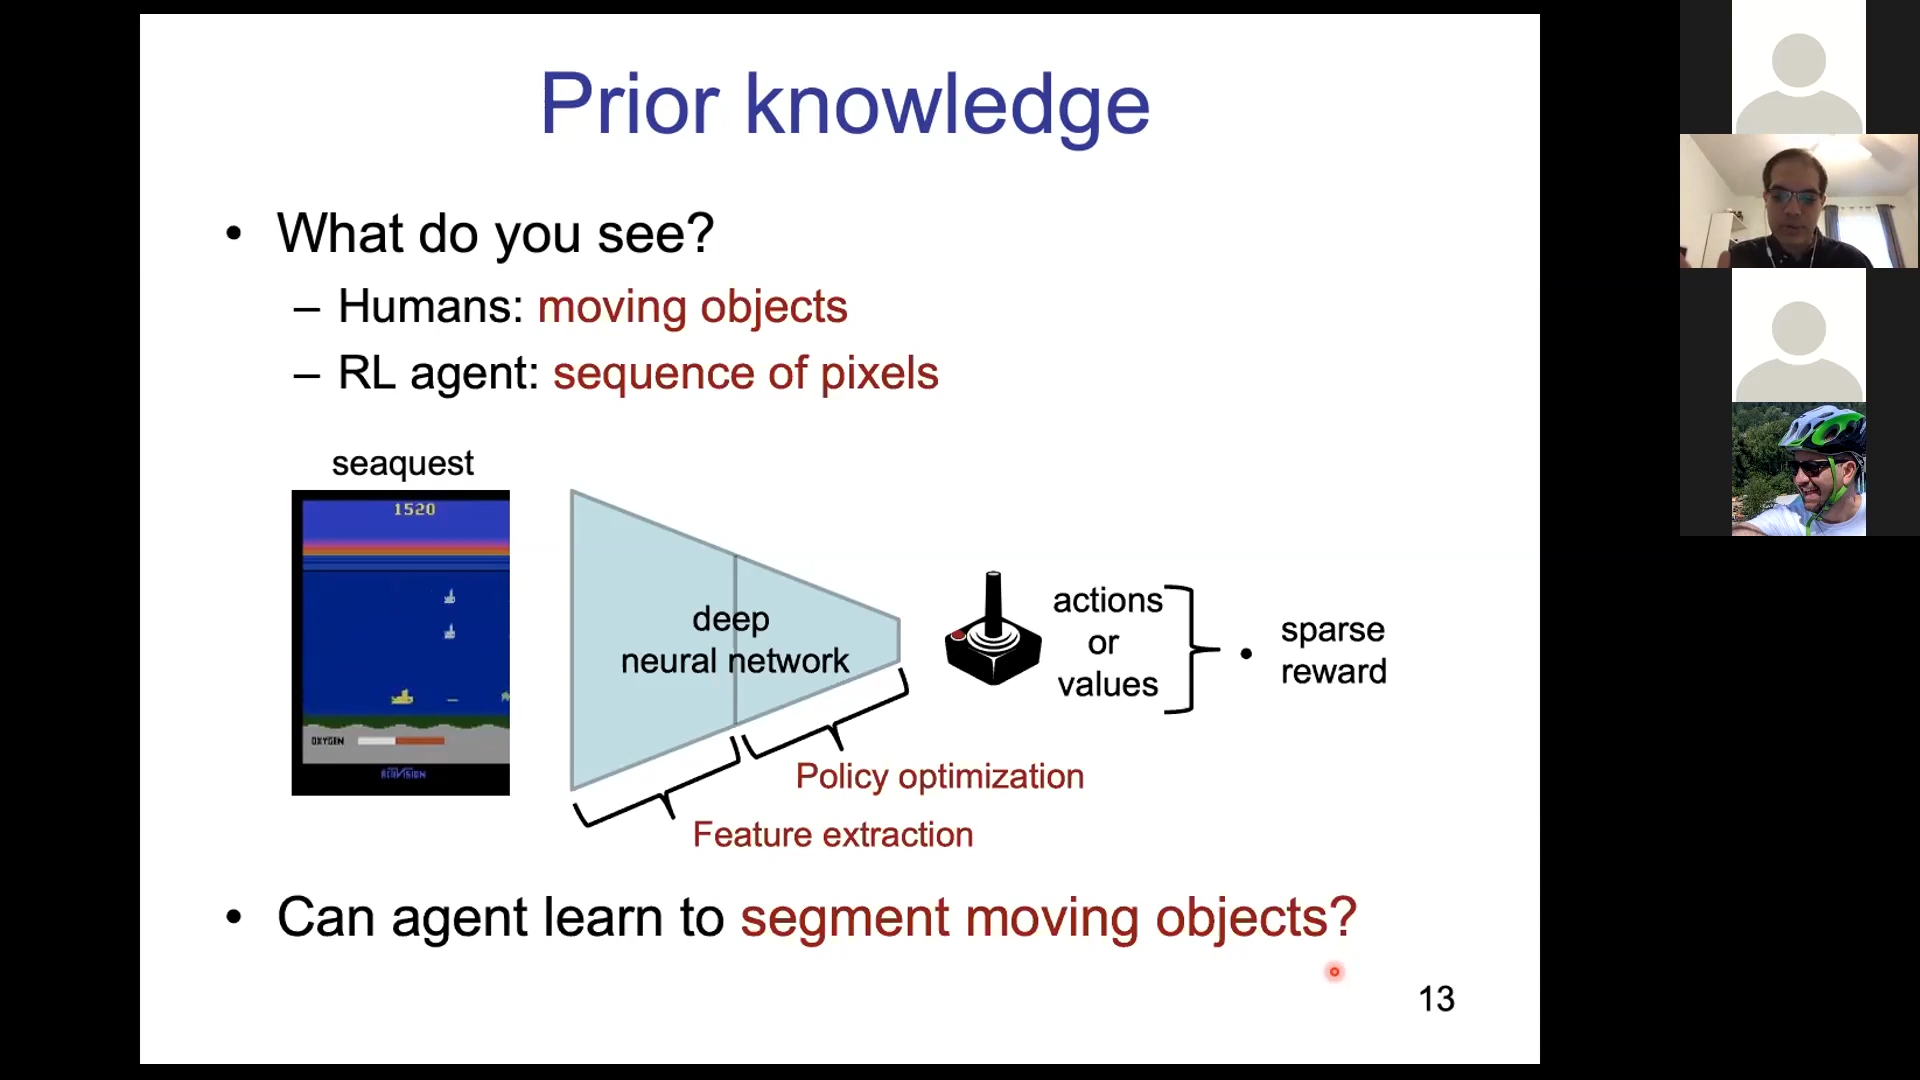 Prior knowledge
• What do you see?
– Humans: moving objects
– RL agent: sequence of pixels
seaquest
1520
OXYGEN
ACTIVISION
deep
neural network
actions
or
values
• sparse
reward
Policy optimization
Feature extraction
• Can agent learn to segment moving objects?
13